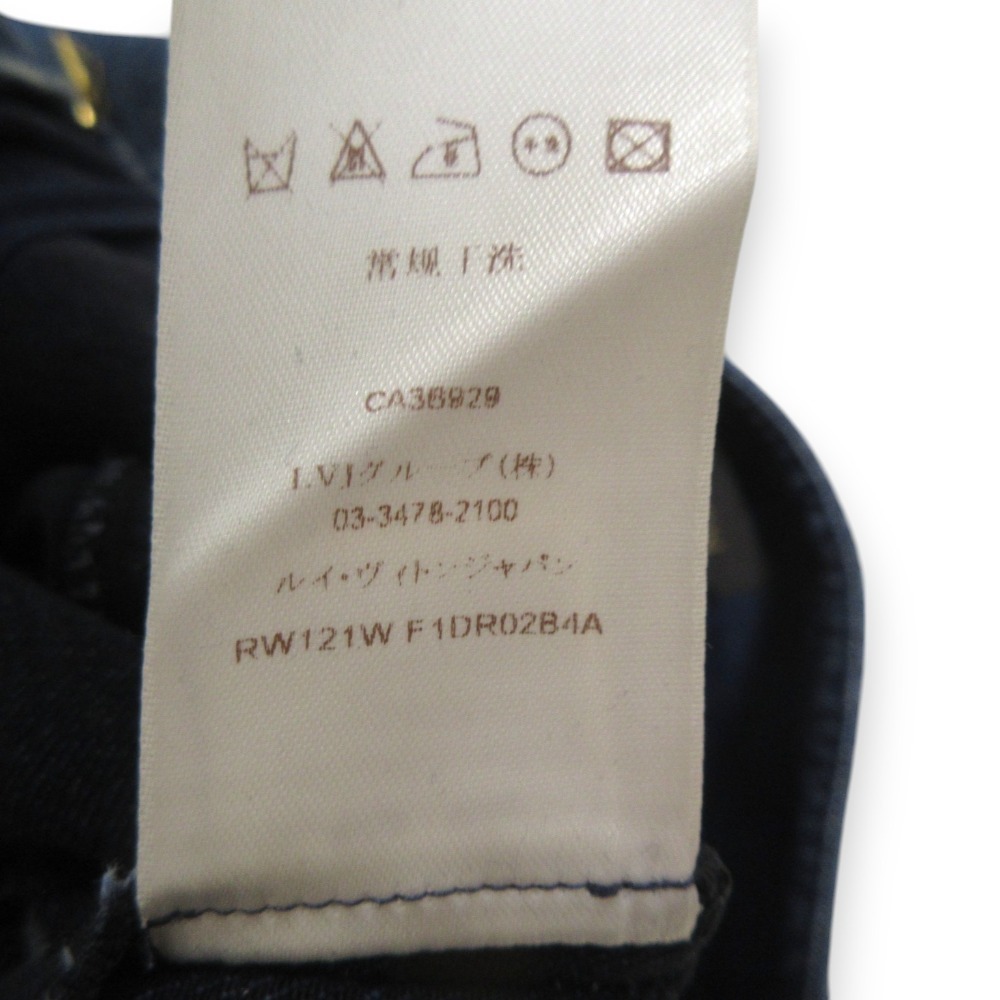 常规干洗
CA36929
LVJグループ(株)
03-3478-2100
ルイ・ヴィトンジャパン
RW121W F1DR02B4A